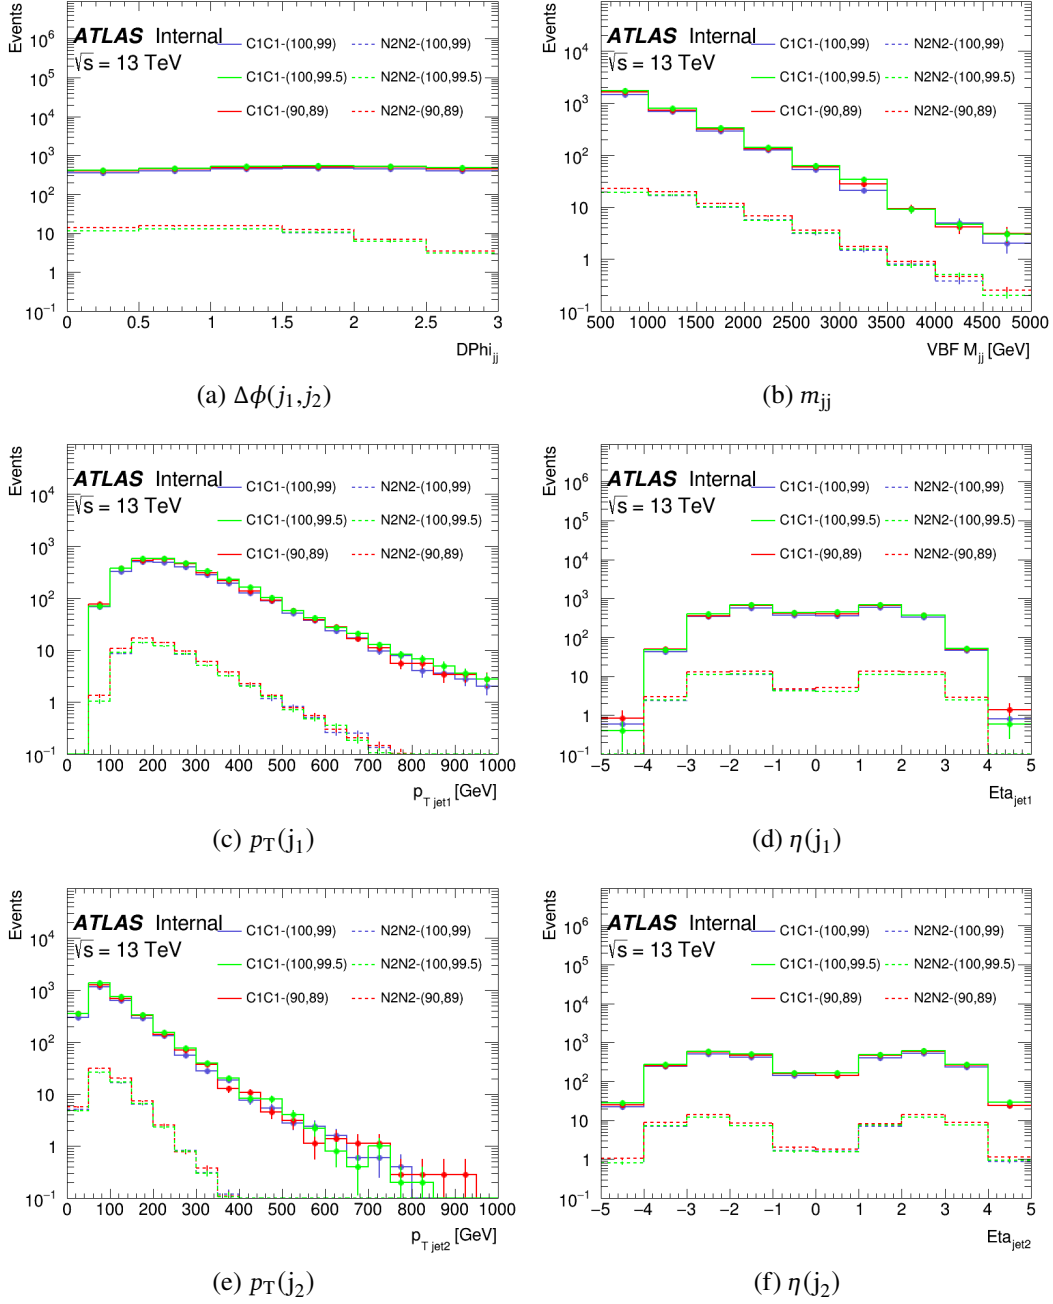 Events
10⁶
10⁵
10⁴
10³
10²
10
1
10⁻¹
ATLAS Internal
√s = 13 TeV
C1C1-(100,99) N2N2-(100,99)
C1C1-(100,99.5) N2N2-(100,99.5)
C1C1-(90,89) N2N2-(90,89)
0 0.5 1 1.5 2 2.5 3
DPhi_jj
(a) Δϕ(j₁,j₂)
Events
10⁴
10³
10²
10
1
10⁻¹
ATLAS Internal
√s = 13 TeV
C1C1-(100,99) N2N2-(100,99)
C1C1-(100,99.5) N2N2-(100,99.5)
C1C1-(90,89) N2N2-(90,89)
500 1000 1500 2000 2500 3000 3500 4000 4500 5000
VBF M_jj [GeV]
(b) m_jj
Events
10⁴
10³
10²
10
1
10⁻¹
ATLAS Internal
√s = 13 TeV
C1C1-(100,99) N2N2-(100,99)
C1C1-(100,99.5) N2N2-(100,99.5)
C1C1-(90,89) N2N2-(90,89)
0 100 200 300 400 500 600 700 800 900 1000
p_T jet1 [GeV]
(c) p_T(j₁)
Events
10⁶
10⁵
10⁴
10³
10²
10
1
10⁻¹
ATLAS Internal
√s = 13 TeV
C1C1-(100,99) N2N2-(100,99)
C1C1-(100,99.5) N2N2-(100,99.5)
C1C1-(90,89) N2N2-(90,89)
−5 −4 −3 −2 −1 0 1 2 3 4 5
Eta_jet1
(d) η(j₁)
Events
10⁴
10³
10²
10
1
10⁻¹
ATLAS Internal
√s = 13 TeV
C1C1-(100,99) N2N2-(100,99)
C1C1-(100,99.5) N2N2-(100,99.5)
C1C1-(90,89) N2N2-(90,89)
0 100 200 300 400 500 600 700 800 900 1000
p_T jet2 [GeV]
(e) p_T(j₂)
Events
10⁶
10⁵
10⁴
10³
10²
10
1
10⁻¹
ATLAS Internal
√s = 13 TeV
C1C1-(100,99) N2N2-(100,99)
C1C1-(100,99.5) N2N2-(100,99.5)
C1C1-(90,89) N2N2-(90,89)
−5 −4 −3 −2 −1 0 1 2 3 4 5
Eta_jet2
(f) η(j₂)